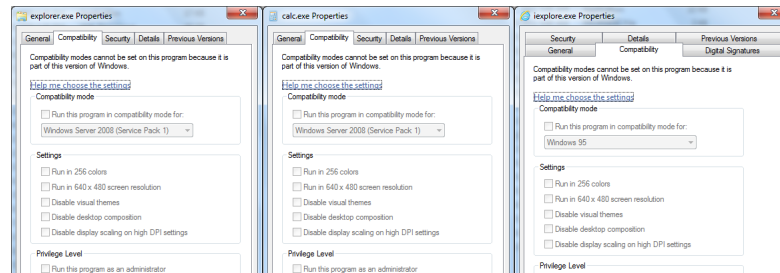 explorer.exe Properties
General Compatibility Security Details Previous Versions
Compatibility modes cannot be set on this program because it is
part of this version of Windows.
Help me choose the settings
Compatibility mode
Run this program in compatibility mode for:
Windows Server 2008 (Service Pack 1)
Settings
Run in 256 colors
Run in 640 x 480 screen resolution
Disable visual themes
Disable desktop composition
Disable display scaling on high DPI settings
Privilege Level
Run this program as an administrator
calc.exe Properties
General Compatibility Security Details Previous Versions
Compatibility modes cannot be set on this program because it is
part of this version of Windows.
Help me choose the settings
Compatibility mode
Run this program in compatibility mode for:
Windows Server 2008 (Service Pack 1)
Settings
Run in 256 colors
Run in 640 x 480 screen resolution
Disable visual themes
Disable desktop composition
Disable display scaling on high DPI settings
Privilege Level
Run this program as an administrator
iexplore.exe Properties
Security Details Previous Versions
General Compatibility Digital Signatures
Compatibility modes cannot be set on this program because it is
part of this version of Windows.
Help me choose the settings
Compatibility mode
Run this program in compatibility mode for:
Windows 95
Settings
Run in 256 colors
Run in 640 x 480 screen resolution
Disable visual themes
Disable desktop composition
Disable display scaling on high DPI settings
Privilege Level